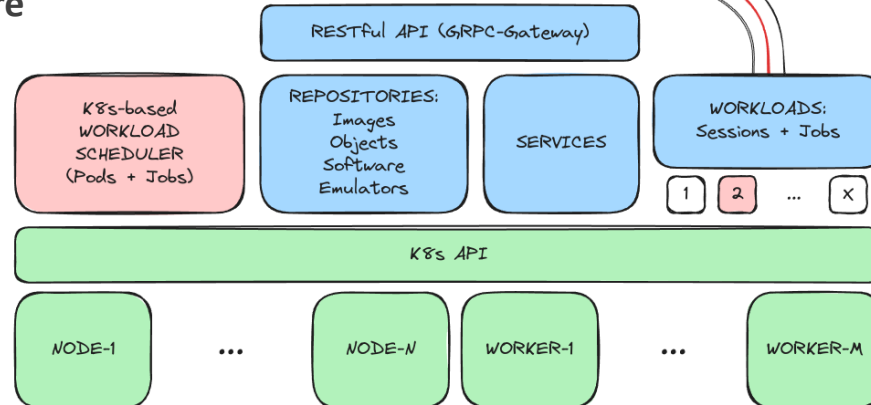 re
RESTful API (GRPC-Gateway)
K8s-based
WORKLOAD
SCHEDULER
(Pods + Jobs)
REPOSITORIES:
Images
Objects
Software
Emulators
SERVICES
WORKLOADS:
Sessions + Jobs
1 2 ... X
K8s API
NODE-1 ... NODE-N WORKER-1 ... WORKER-M